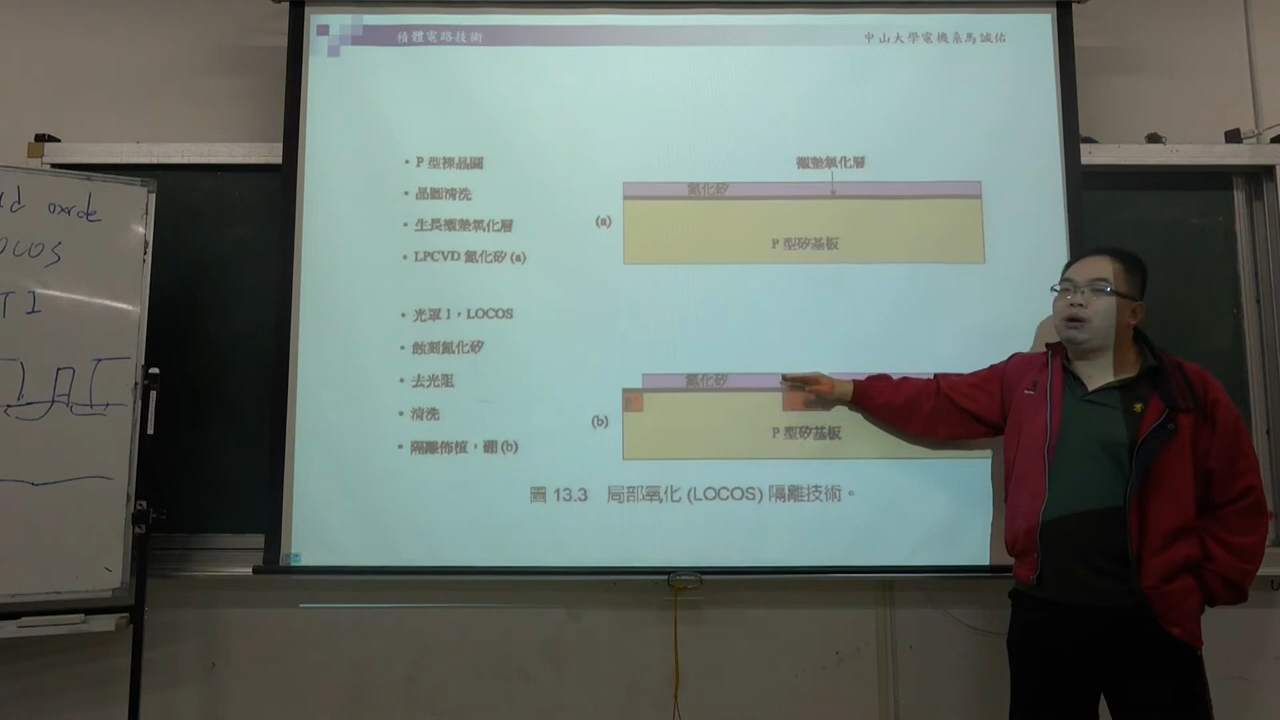 積體電路技術
中山大學電機系馬誠佑
• P 型裸晶圓
• 晶圓清洗
• 生長襯墊氧化層
• LPCVD 氮化矽 (a)
• 光罩 1，LOCOS
• 蝕刻氮化矽
• 去光阻
• 清洗
• 隔離佈植，硼 (b)
襯墊氧化層
氮化矽
(a)
P 型矽基板
氮化矽
(b)
P 型矽基板
圖 13.3 局部氧化 (LOCOS) 隔離技術。
oxide
OCOS
TI